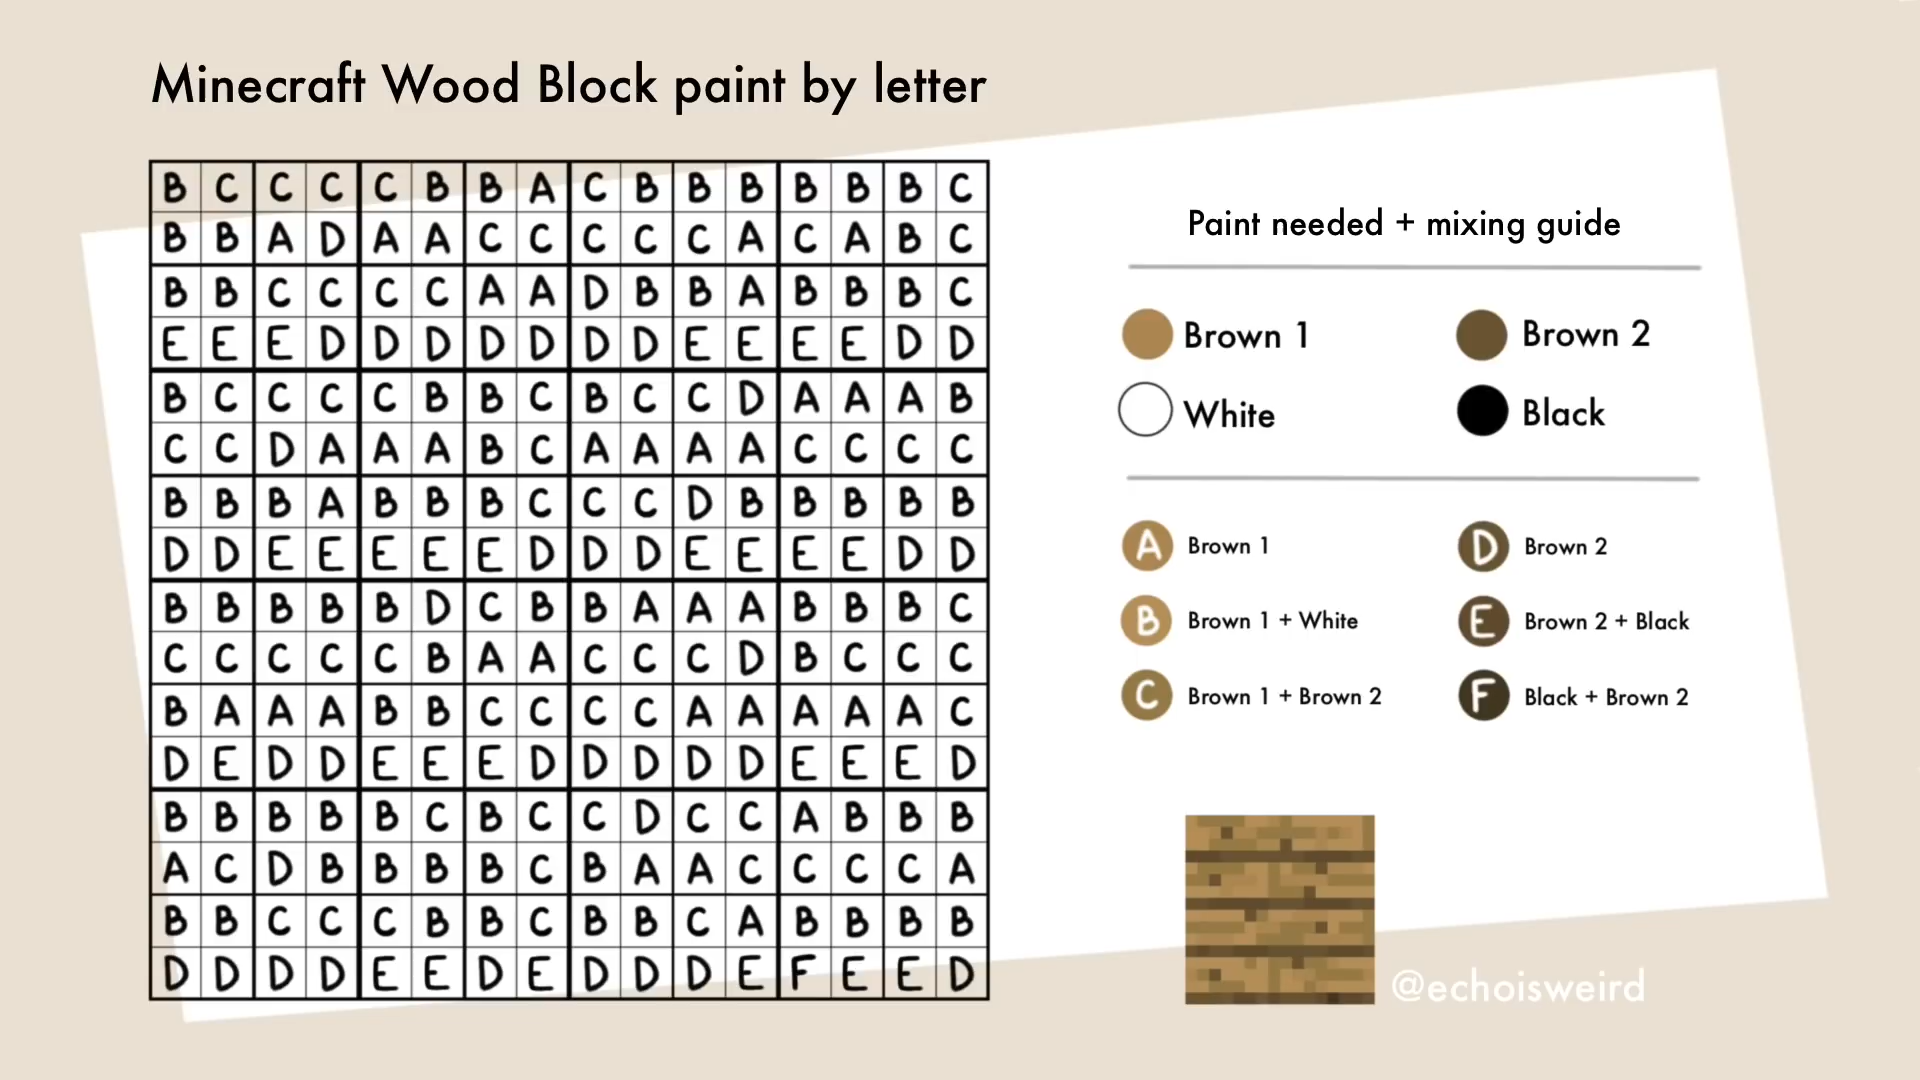 Minecraft Wood Block paint by letter
B C C C C B B A C B B B B B B C
B B A D A A C C C C C A C A B C
B B C C C C A A D B B A B B B C
E E E D D D D D D D E E E E D D
B C C C C B B C B C C D A A A B
C C D A A A B C A A A A C C C C
B B B A B B B C C C D B B B B B
D D E E E E E D D D E E E E D D
B B B B B D C B B A A A B B B C
C C C C C B A A C C C D B C C C
B A A A B B C C C C A A A A A C
D E D D E E E D D D D D E E E D
B B B B B C B C C D C C A B B B
A C D B B B B C B A A C C C C A
B B C C C B B C B B C A B B B B
D D D D E E D E D D D E F E E D
Paint needed + mixing guide
Brown 1 Brown 2
White Black
A Brown 1 D Brown 2
B Brown 1 + White E Brown 2 + Black
C Brown 1 + Brown 2 F Black + Brown 2
@echoisweird